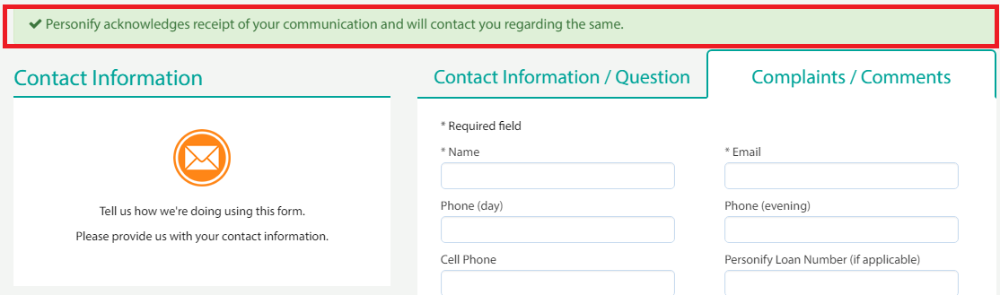 Personify acknowledges receipt of your communication and will contact you regarding the same.
Contact Information
Tell us how we're doing using this form.
Please provide us with your contact information.
Contact Information / Question
Complaints / Comments
* Required field
* Name
* Email
Phone (day)
Phone (evening)
Cell Phone
Personify Loan Number (if applicable)